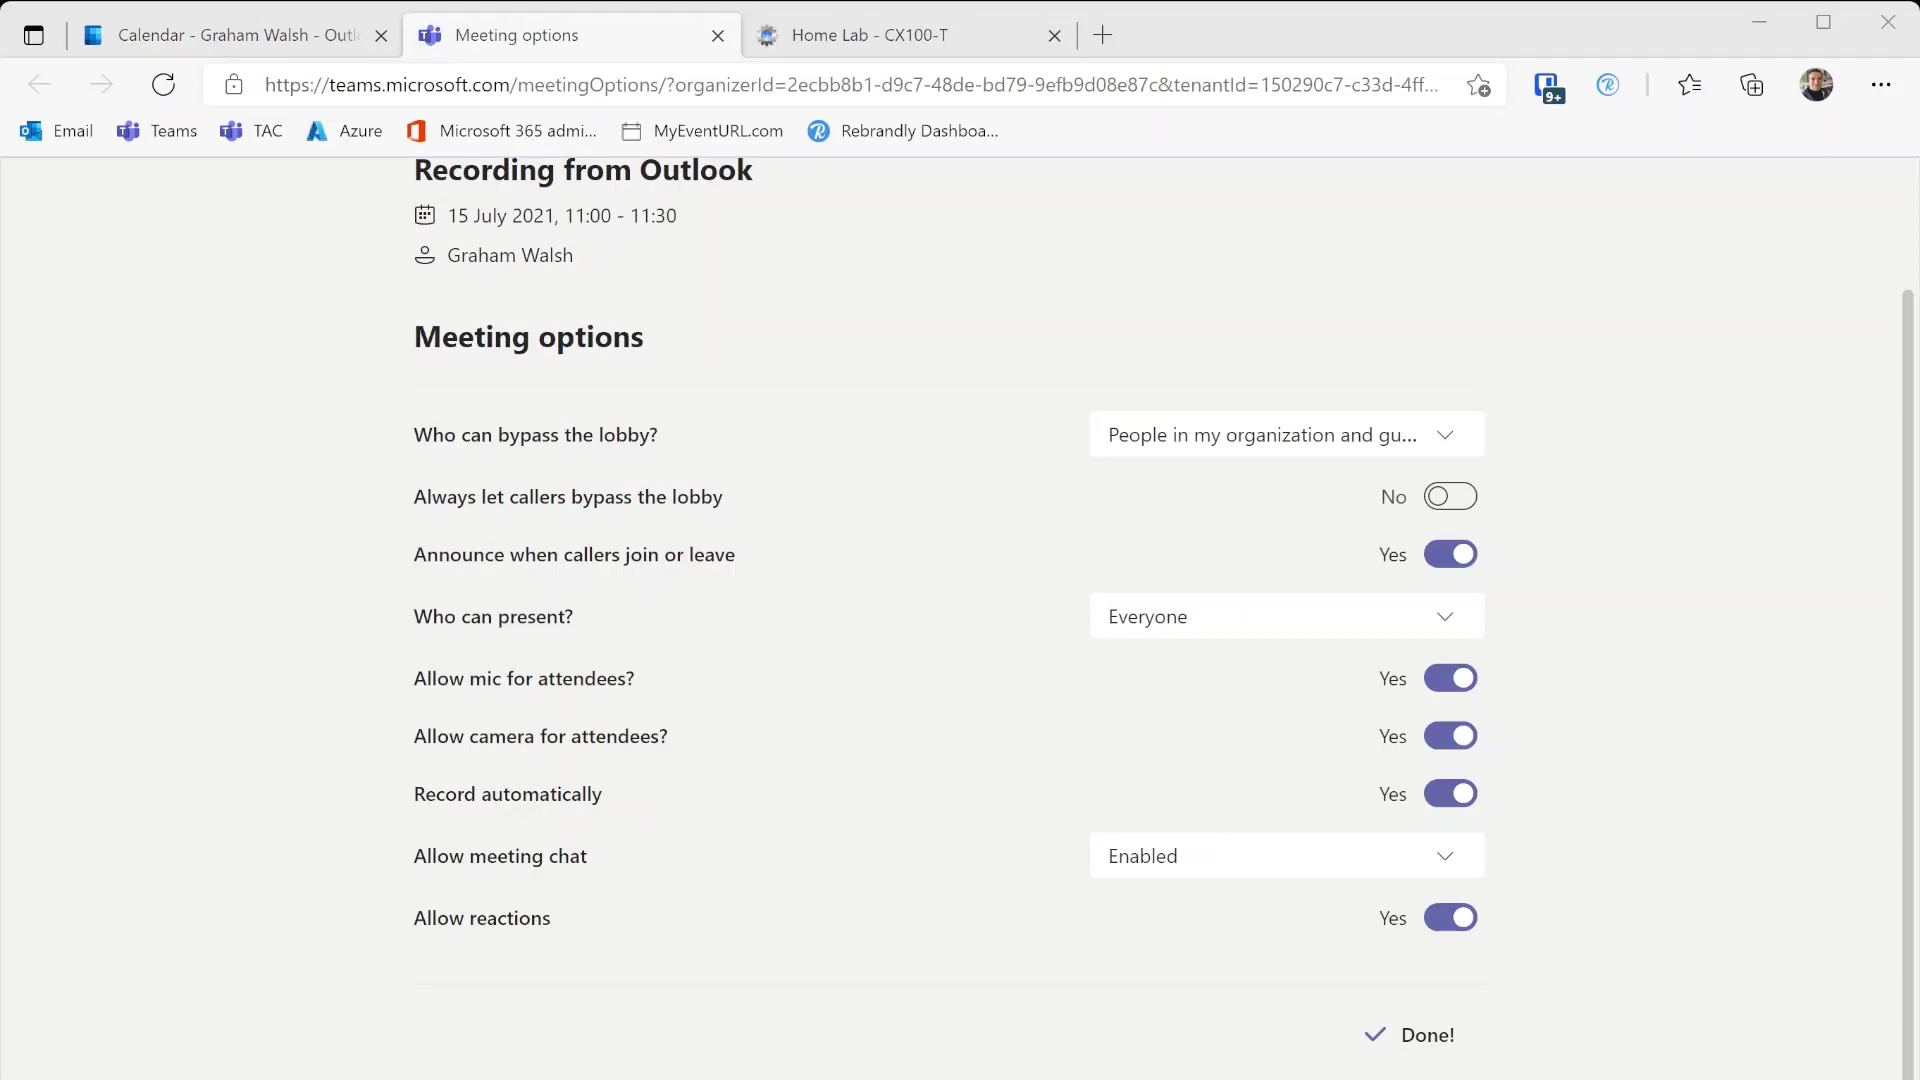 Calendar - Graham Walsh - Outl
Meeting options
Home Lab - CX100-T
https://teams.microsoft.com/meetingOptions/?organizerId=2ecbb8b1-d9c7-48de-bd79-9efb9d08e87c&tenantId=150290c7-c33d-4ff...
9+
Email
Teams
TAC
Azure
Microsoft 365 admi...
MyEventURL.com
Rebrandly Dashboa...
Recording from Outlook
15 July 2021, 11:00 - 11:30
Graham Walsh
Meeting options
Who can bypass the lobby?
People in my organization and gu...
Always let callers bypass the lobby
No
Announce when callers join or leave
Yes
Who can present?
Everyone
Allow mic for attendees?
Yes
Allow camera for attendees?
Yes
Record automatically
Yes
Allow meeting chat
Enabled
Allow reactions
Yes
Done!